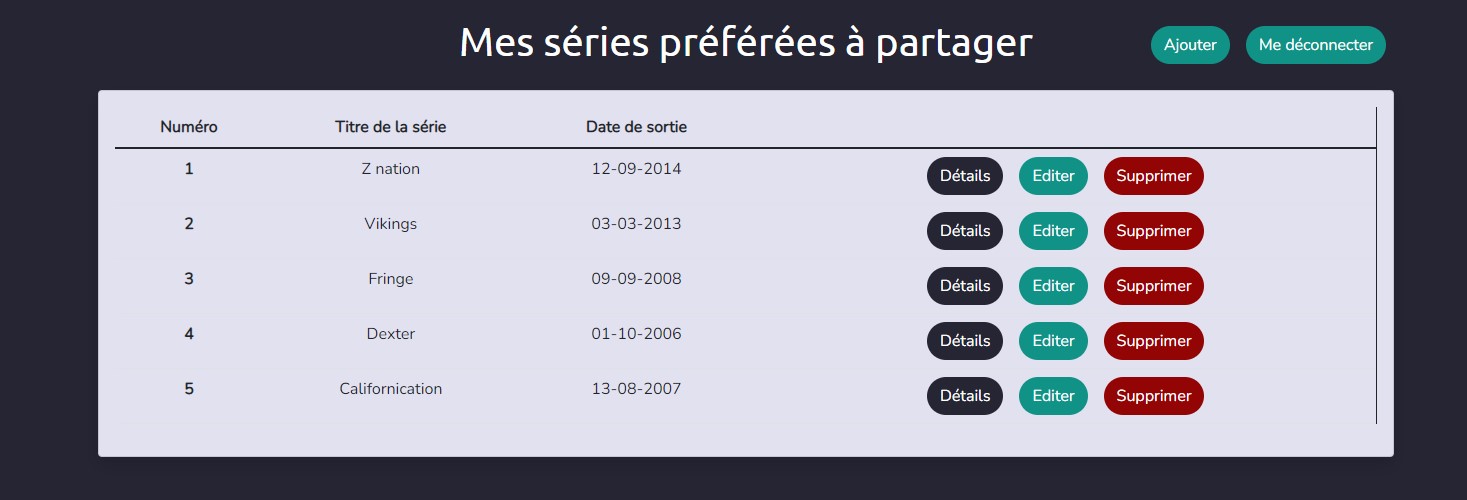 Mes séries préférées à partager Ajouter Me déconnecter
Numéro Titre de la série Date de sortie
1 Z nation 12-09-2014 Détails Editer Supprimer
2 Vikings 03-03-2013 Détails Editer Supprimer
3 Fringe 09-09-2008 Détails Editer Supprimer
4 Dexter 01-10-2006 Détails Editer Supprimer
5 Californication 13-08-2007 Détails Editer Supprimer